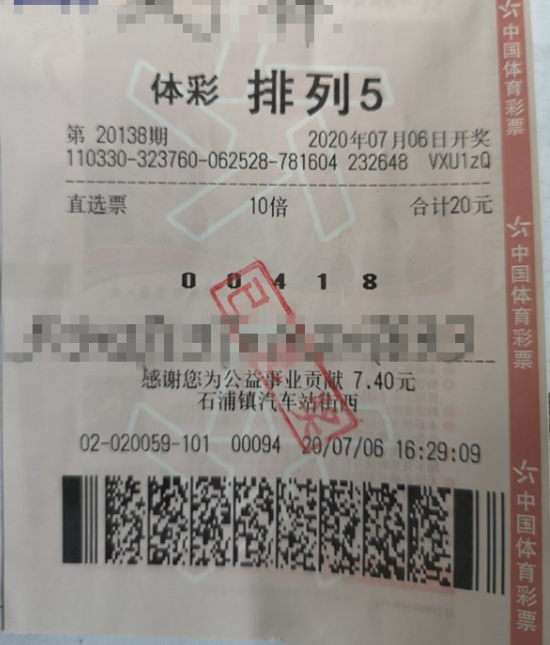 体彩 排列5
第 20138期 2020年07月06日开奖
110330-323760-062528-781604 232648 VXU1zQ
直选票 10倍 合计20元
0 0 4 1 8
已 奖
感谢您为公益事业贡献 7.40元
石浦镇汽车站街西
02-020059-101 00094 20/07/06 16:29:09
中国体育彩票
中国体育彩票
中国体育彩票